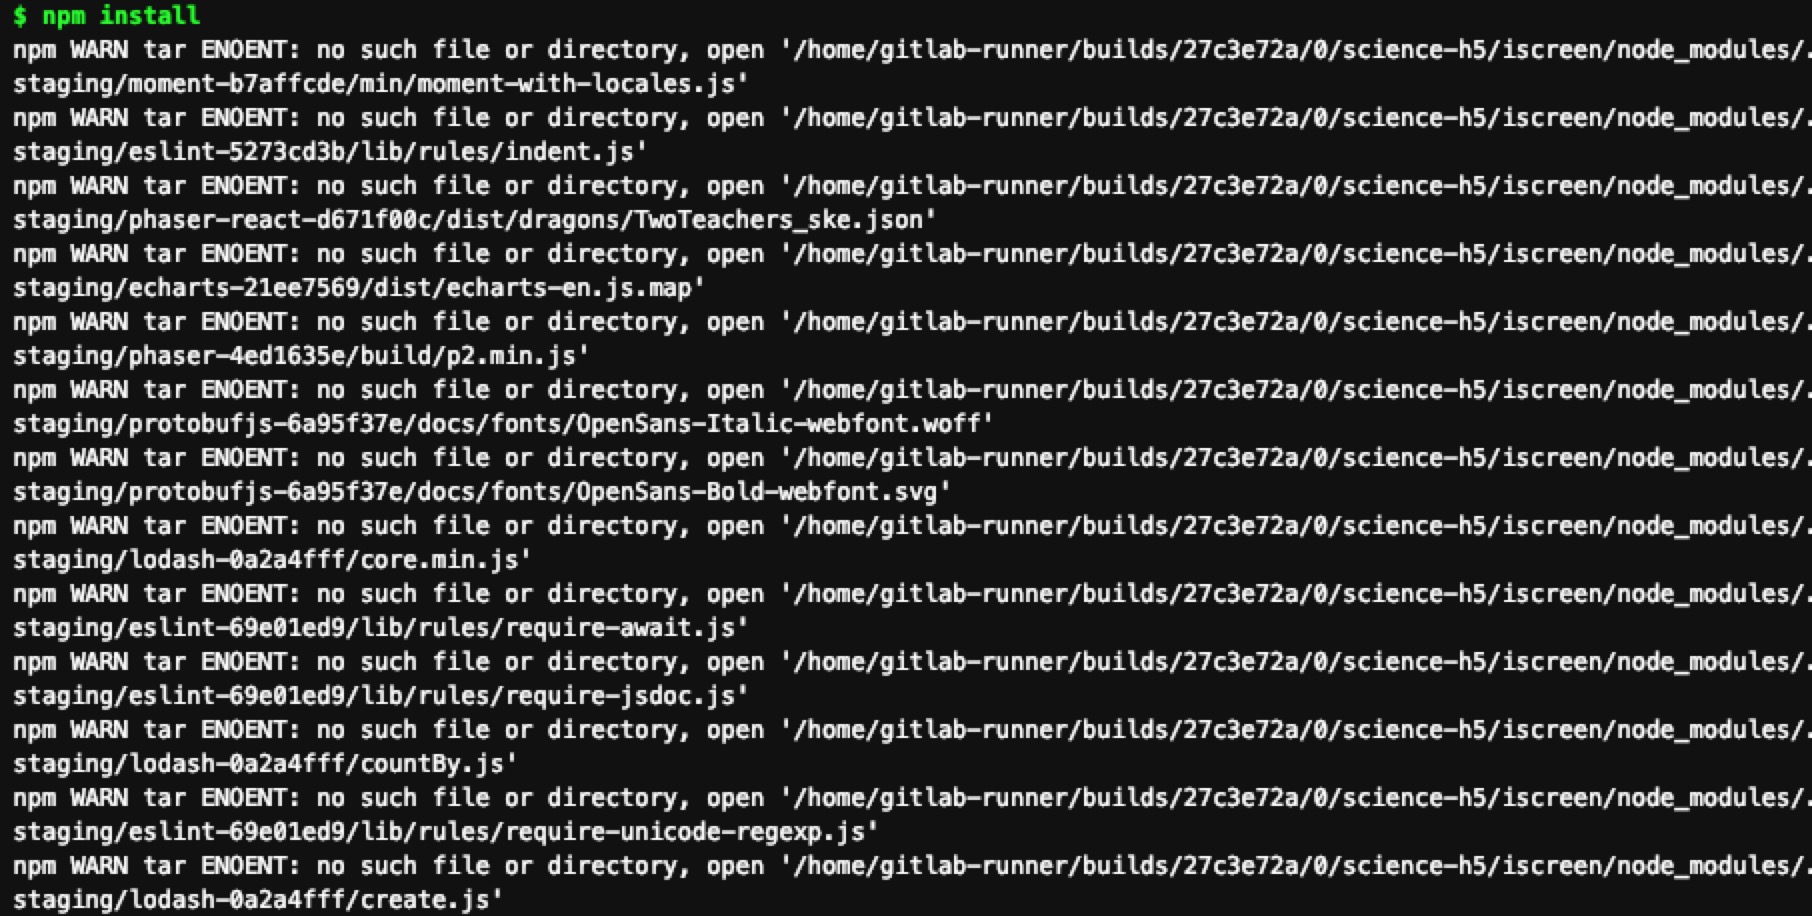 $ npm install
npm WARN tar ENOENT: no such file or directory, open '/home/gitlab-runner/builds/27c3e72a/0/science-h5/iscreen/node_modules/.
staging/moment-b7affcde/min/moment-with-locales.js'
npm WARN tar ENOENT: no such file or directory, open '/home/gitlab-runner/builds/27c3e72a/0/science-h5/iscreen/node_modules/.
staging/eslint-5273cd3b/lib/rules/indent.js'
npm WARN tar ENOENT: no such file or directory, open '/home/gitlab-runner/builds/27c3e72a/0/science-h5/iscreen/node_modules/.
staging/phaser-react-d671f00c/dist/dragons/TwoTeachers_ske.json'
npm WARN tar ENOENT: no such file or directory, open '/home/gitlab-runner/builds/27c3e72a/0/science-h5/iscreen/node_modules/.
staging/echarts-21ee7569/dist/echarts-en.js.map'
npm WARN tar ENOENT: no such file or directory, open '/home/gitlab-runner/builds/27c3e72a/0/science-h5/iscreen/node_modules/.
staging/phaser-4ed1635e/build/p2.min.js'
npm WARN tar ENOENT: no such file or directory, open '/home/gitlab-runner/builds/27c3e72a/0/science-h5/iscreen/node_modules/.
staging/protobufjs-6a95f37e/docs/fonts/OpenSans-Italic-webfont.woff'
npm WARN tar ENOENT: no such file or directory, open '/home/gitlab-runner/builds/27c3e72a/0/science-h5/iscreen/node_modules/.
staging/protobufjs-6a95f37e/docs/fonts/OpenSans-Bold-webfont.svg'
npm WARN tar ENOENT: no such file or directory, open '/home/gitlab-runner/builds/27c3e72a/0/science-h5/iscreen/node_modules/.
staging/lodash-0a2a4fff/core.min.js'
npm WARN tar ENOENT: no such file or directory, open '/home/gitlab-runner/builds/27c3e72a/0/science-h5/iscreen/node_modules/.
staging/eslint-69e01ed9/lib/rules/require-await.js'
npm WARN tar ENOENT: no such file or directory, open '/home/gitlab-runner/builds/27c3e72a/0/science-h5/iscreen/node_modules/.
staging/eslint-69e01ed9/lib/rules/require-jsdoc.js'
npm WARN tar ENOENT: no such file or directory, open '/home/gitlab-runner/builds/27c3e72a/0/science-h5/iscreen/node_modules/.
staging/lodash-0a2a4fff/countBy.js'
npm WARN tar ENOENT: no such file or directory, open '/home/gitlab-runner/builds/27c3e72a/0/science-h5/iscreen/node_modules/.
staging/eslint-69e01ed9/lib/rules/require-unicode-regexp.js'
npm WARN tar ENOENT: no such file or directory, open '/home/gitlab-runner/builds/27c3e72a/0/science-h5/iscreen/node_modules/.
staging/lodash-0a2a4fff/create.js'